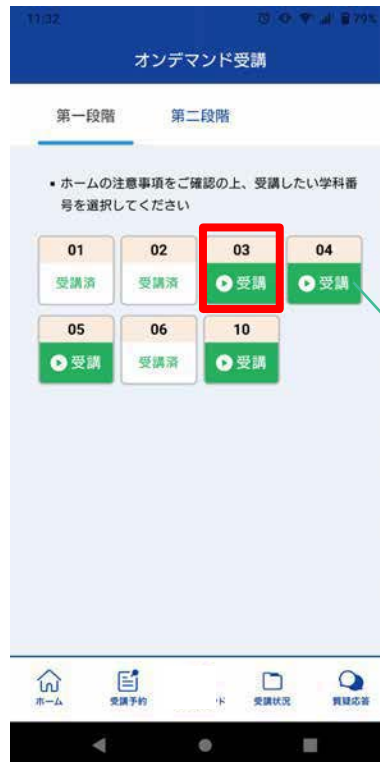 11:32
79%
オンデマンド受講
第一段階 第二段階
• ホームの注意事項をご確認の上、受講したい学科番
号を選択してください
01 02 03 04
受講済 受講済 受講 受講
05 06 10
受講 受講済 受講
ホーム 受講予約 ド 受講状況 質疑応答